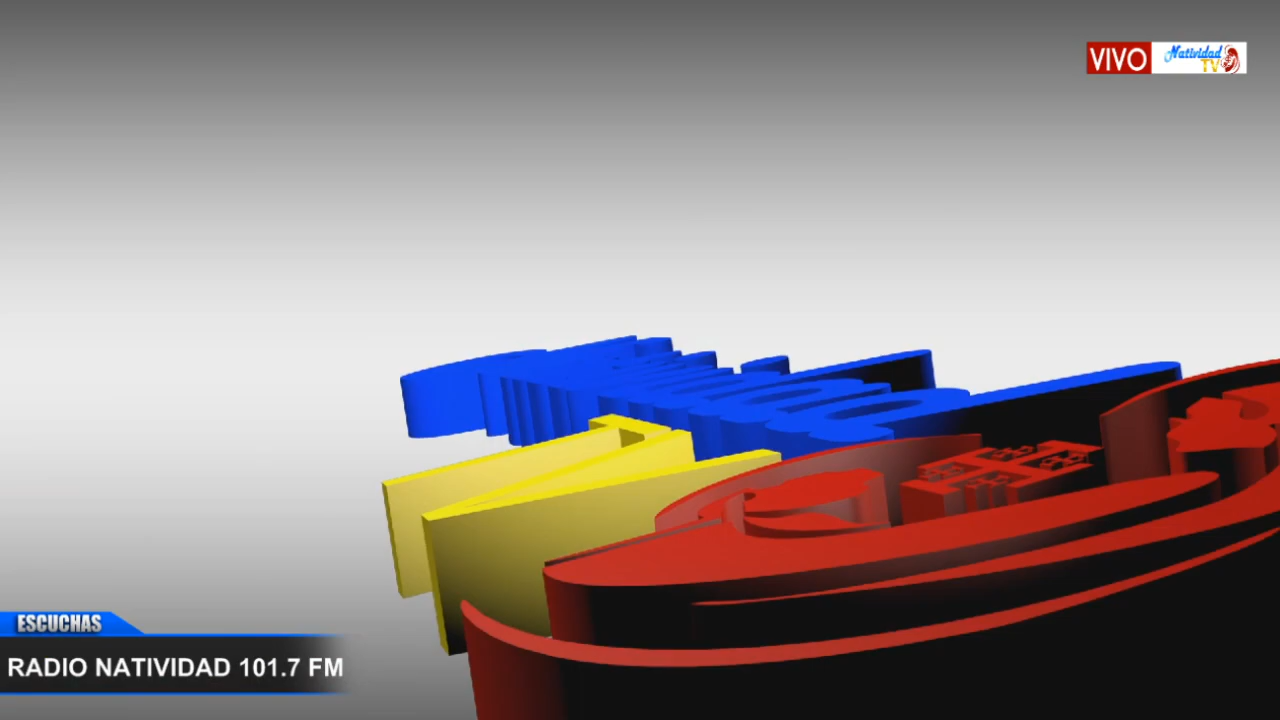 VIVO
Natividad
TV
ESCUCHAS
RADIO NATIVIDAD 101.7 FM